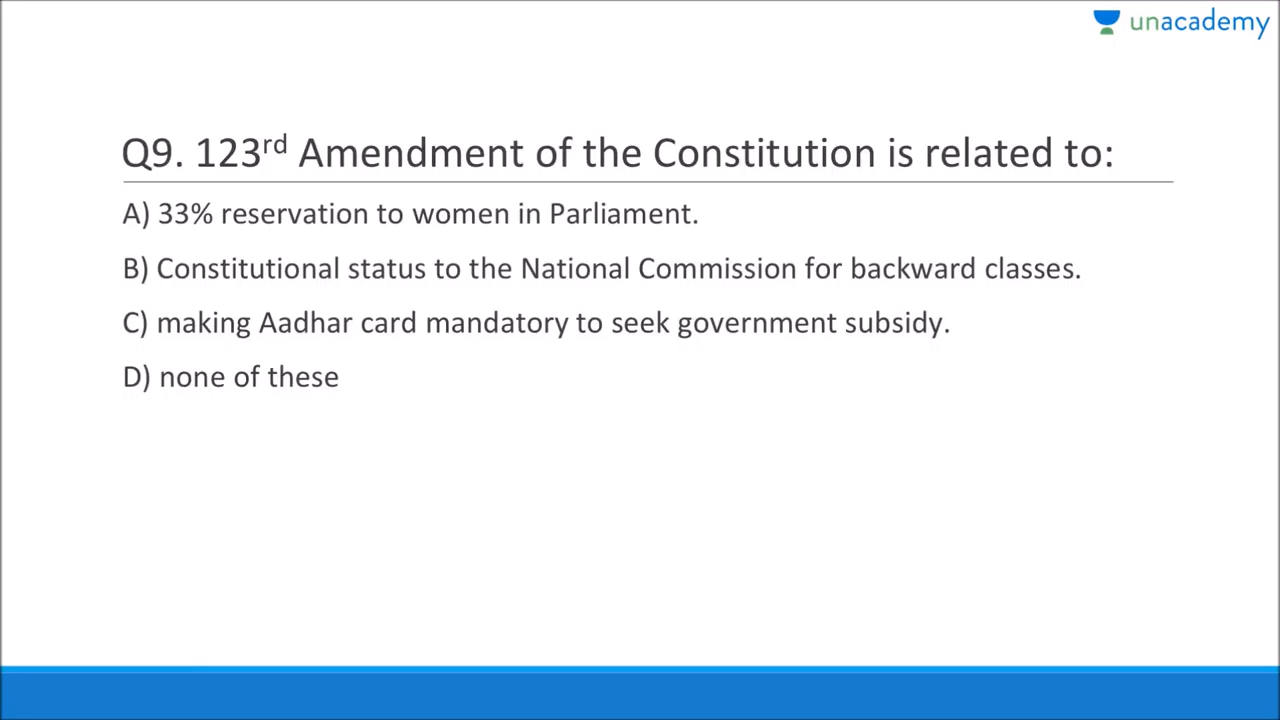 unacademy
Q9. 123rd Amendment of the Constitution is related to:
A) 33% reservation to women in Parliament.
B) Constitutional status to the National Commission for backward classes.
C) making Aadhar card mandatory to seek government subsidy.
D) none of these